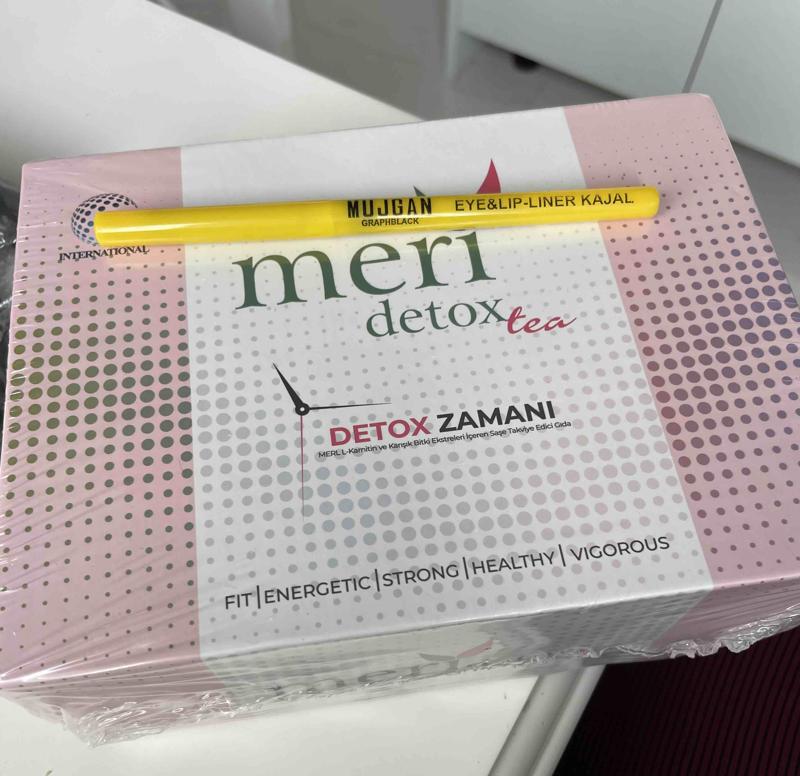 MUJGAN
GRAPHBLACK
EYE&LIP-LINER KAJAL
INTERNATIONAL
meri
detox tea
DETOX ZAMANI
MERL L-Karnitin ve Karışık Bitki Ekstreleri İçeren Saşe Takviye Edici Gıda
FIT|ENERGETIC|STRONG|HEALTHY|VIGOROUS